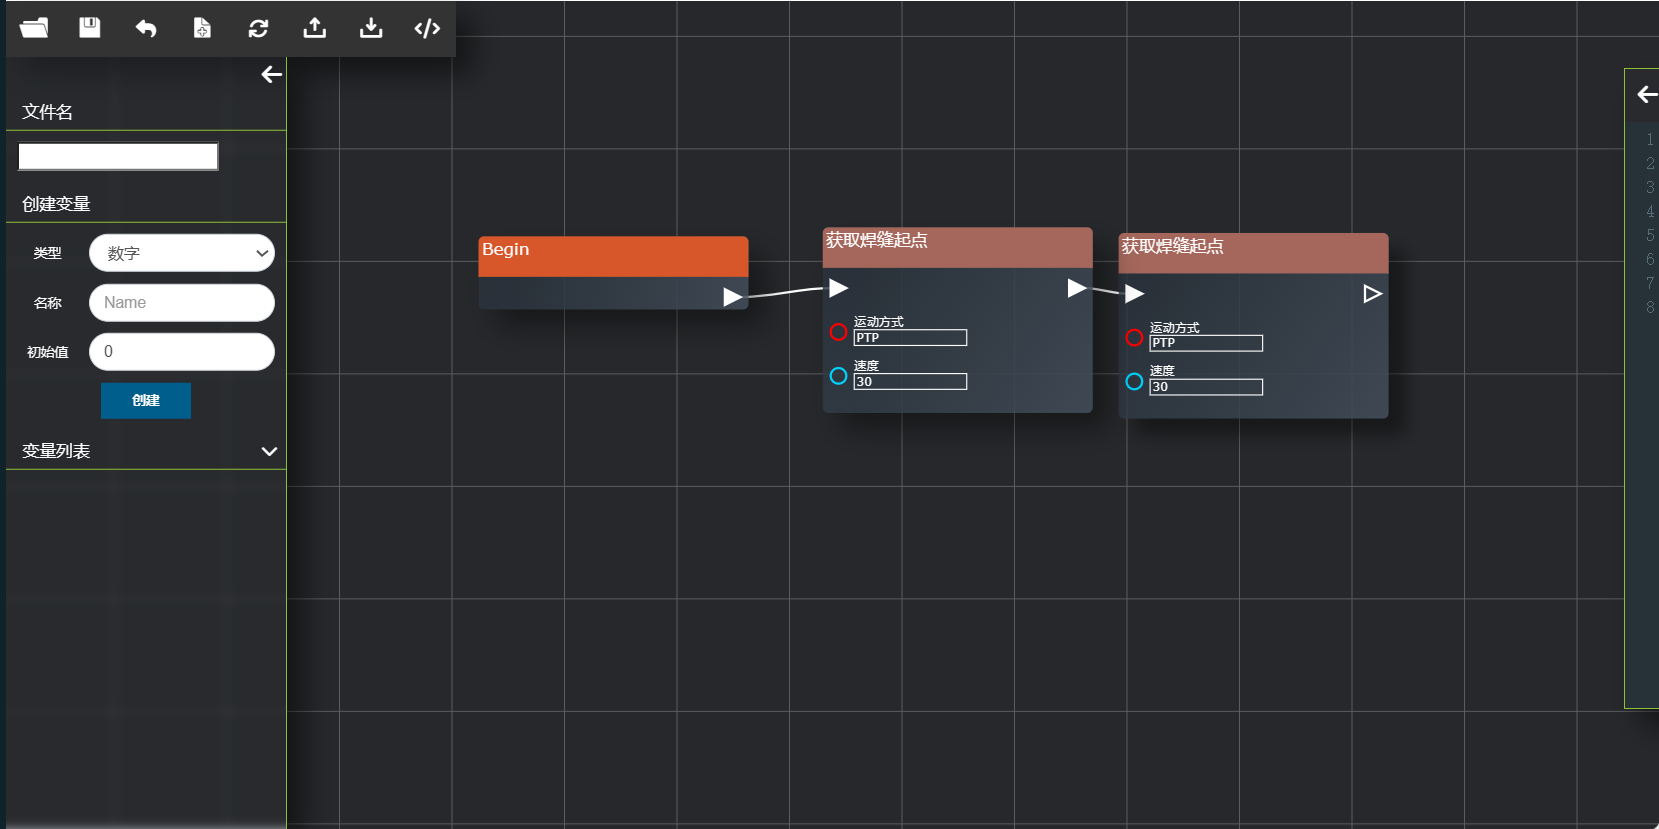 文件名
创建变量
类型
数字
名称
Name
初始值
0
创建
变量列表
Begin
获取焊缝起点
运动方式
PTP
速度
30
获取焊缝起点
运动方式
PTP
速度
30
1
2
3
4
5
6
7
8